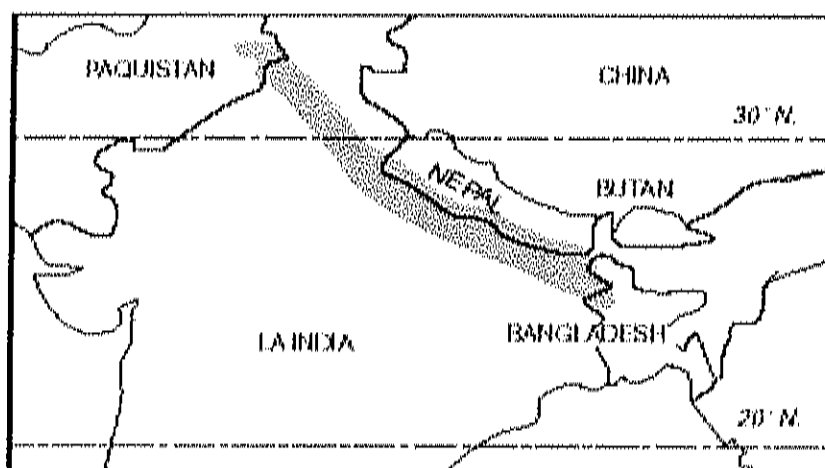 PAQUISTAN
CHINA
30° N.
NEPAL
BUTAN
LA INDIA
BANGLADESH
20° N.